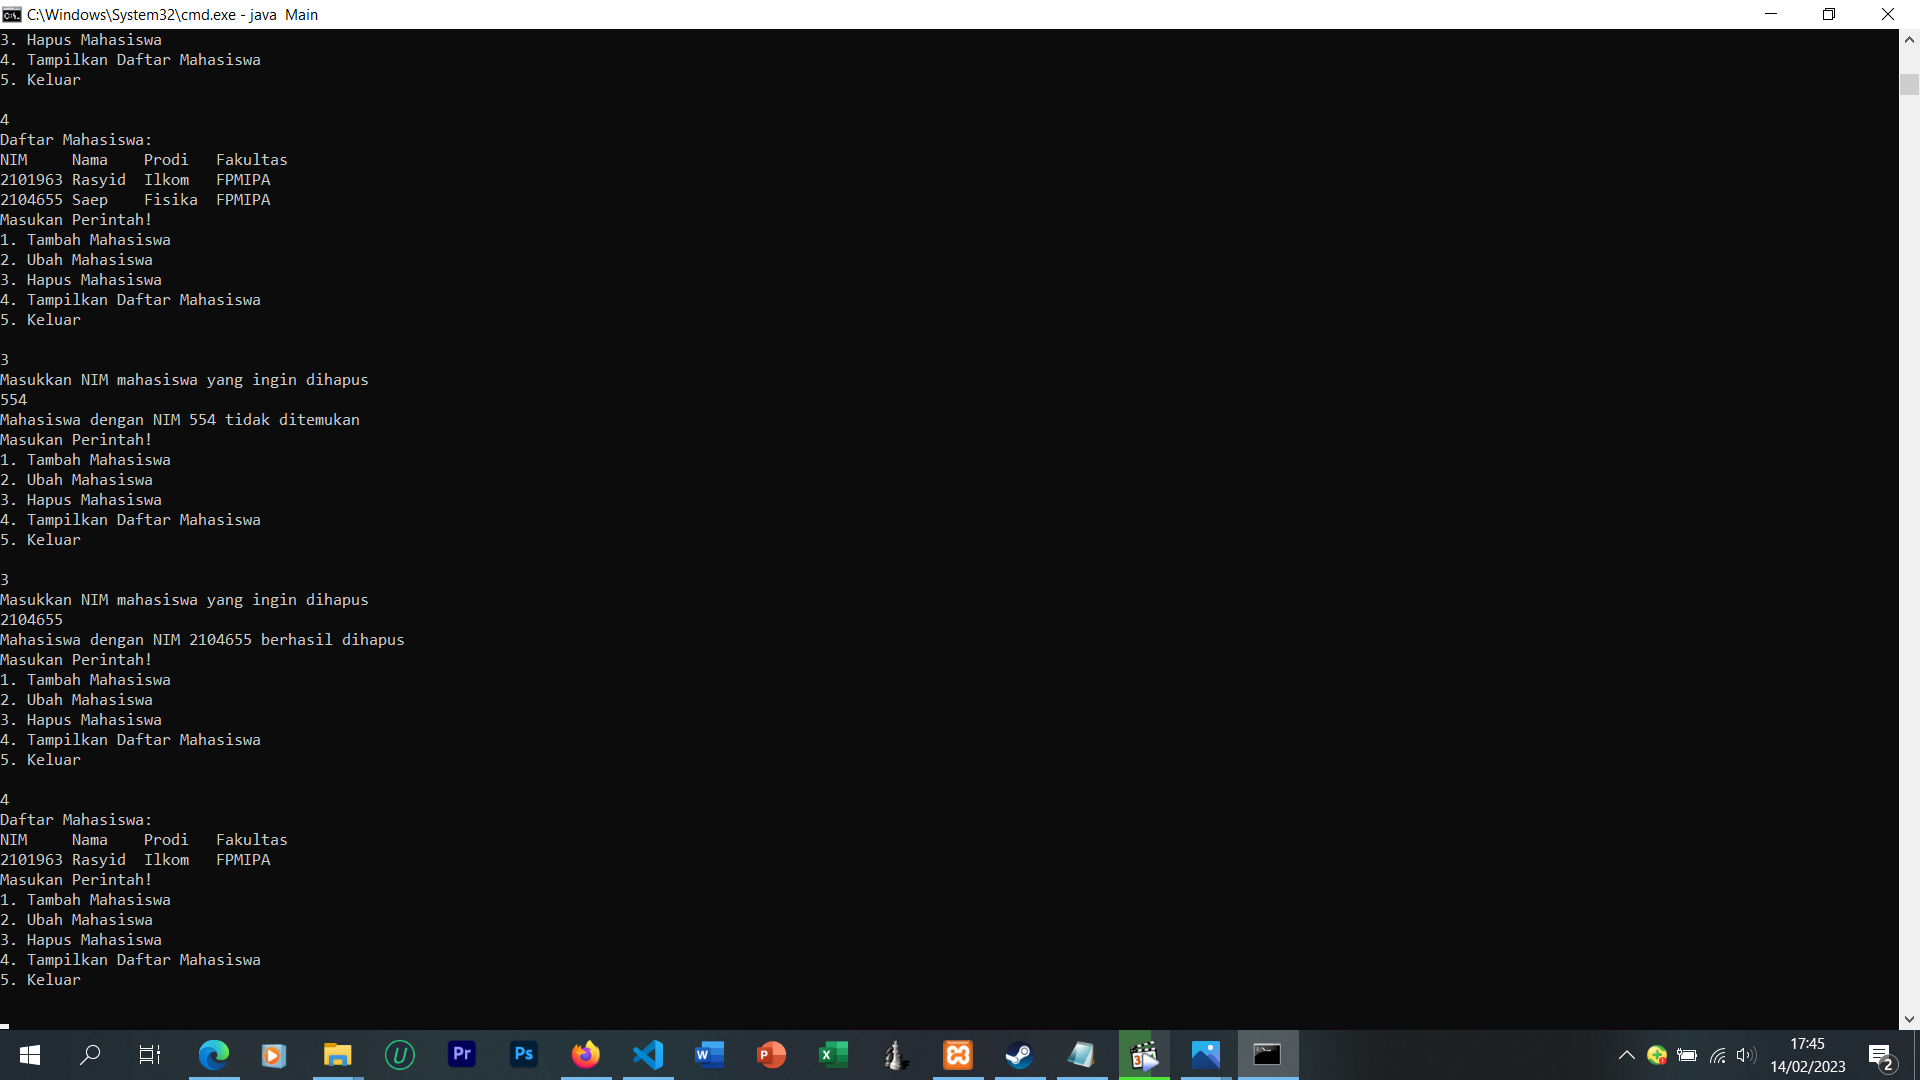 C:\Windows\System32\cmd.exe - java  Main
3. Hapus Mahasiswa
4. Tampilkan Daftar Mahasiswa
5. Keluar
4
Daftar Mahasiswa:
NIM     Nama    Prodi   Fakultas
2101963 Rasyid  Ilkom   FPMIPA
2104655 Saep    Fisika  FPMIPA
Masukan Perintah!
1. Tambah Mahasiswa
2. Ubah Mahasiswa
3. Hapus Mahasiswa
4. Tampilkan Daftar Mahasiswa
5. Keluar
3
Masukkan NIM mahasiswa yang ingin dihapus
554
Mahasiswa dengan NIM 554 tidak ditemukan
Masukan Perintah!
1. Tambah Mahasiswa
2. Ubah Mahasiswa
3. Hapus Mahasiswa
4. Tampilkan Daftar Mahasiswa
5. Keluar
3
Masukkan NIM mahasiswa yang ingin dihapus
2104655
Mahasiswa dengan NIM 2104655 berhasil dihapus
Masukan Perintah!
1. Tambah Mahasiswa
2. Ubah Mahasiswa
3. Hapus Mahasiswa
4. Tampilkan Daftar Mahasiswa
5. Keluar
4
Daftar Mahasiswa:
NIM     Nama    Prodi   Fakultas
2101963 Rasyid  Ilkom   FPMIPA
Masukan Perintah!
1. Tambah Mahasiswa
2. Ubah Mahasiswa
3. Hapus Mahasiswa
4. Tampilkan Daftar Mahasiswa
5. Keluar
Pr
Ps
17:45
14/02/2023
2